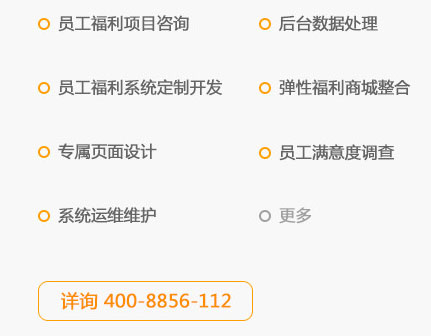 员工福利项目咨询
后台数据处理
员工福利系统定制开发
弹性福利商城整合
专属页面设计
员工满意度调查
系统运维维护
更多
详询 400-8856-112